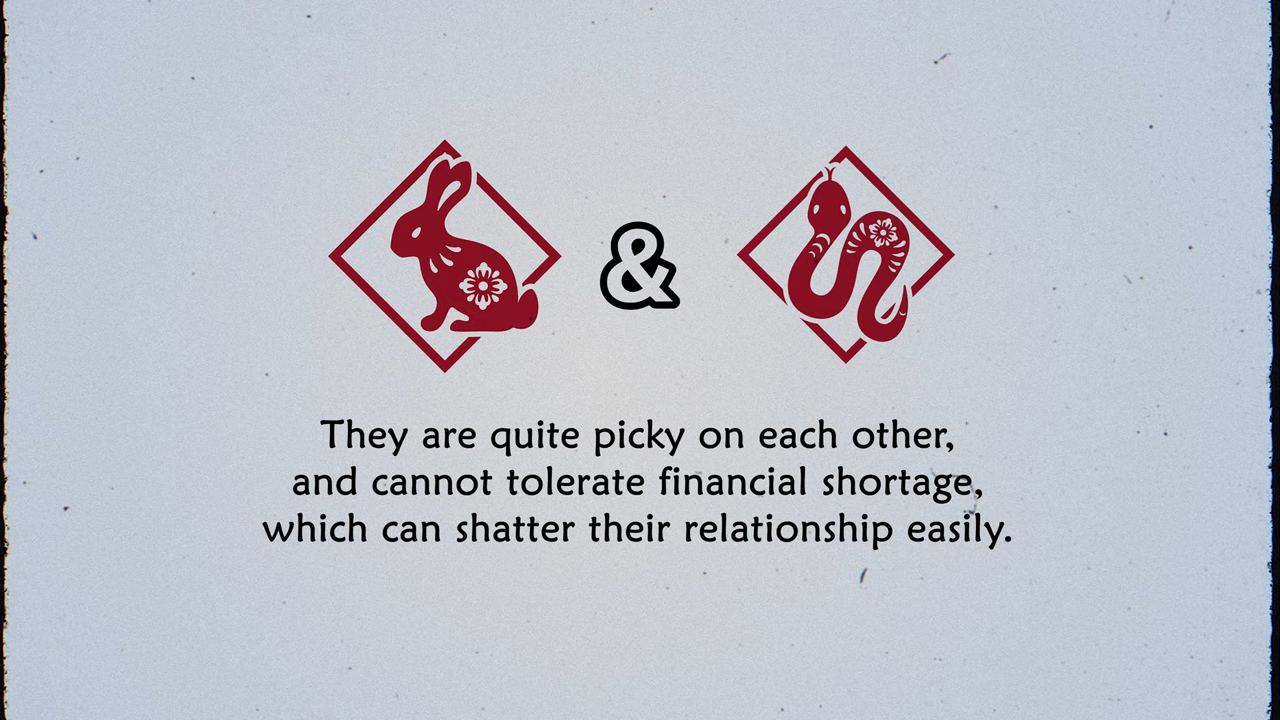 &
They are quite picky on each other,
and cannot tolerate financial shortage,
which can shatter their relationship easily.